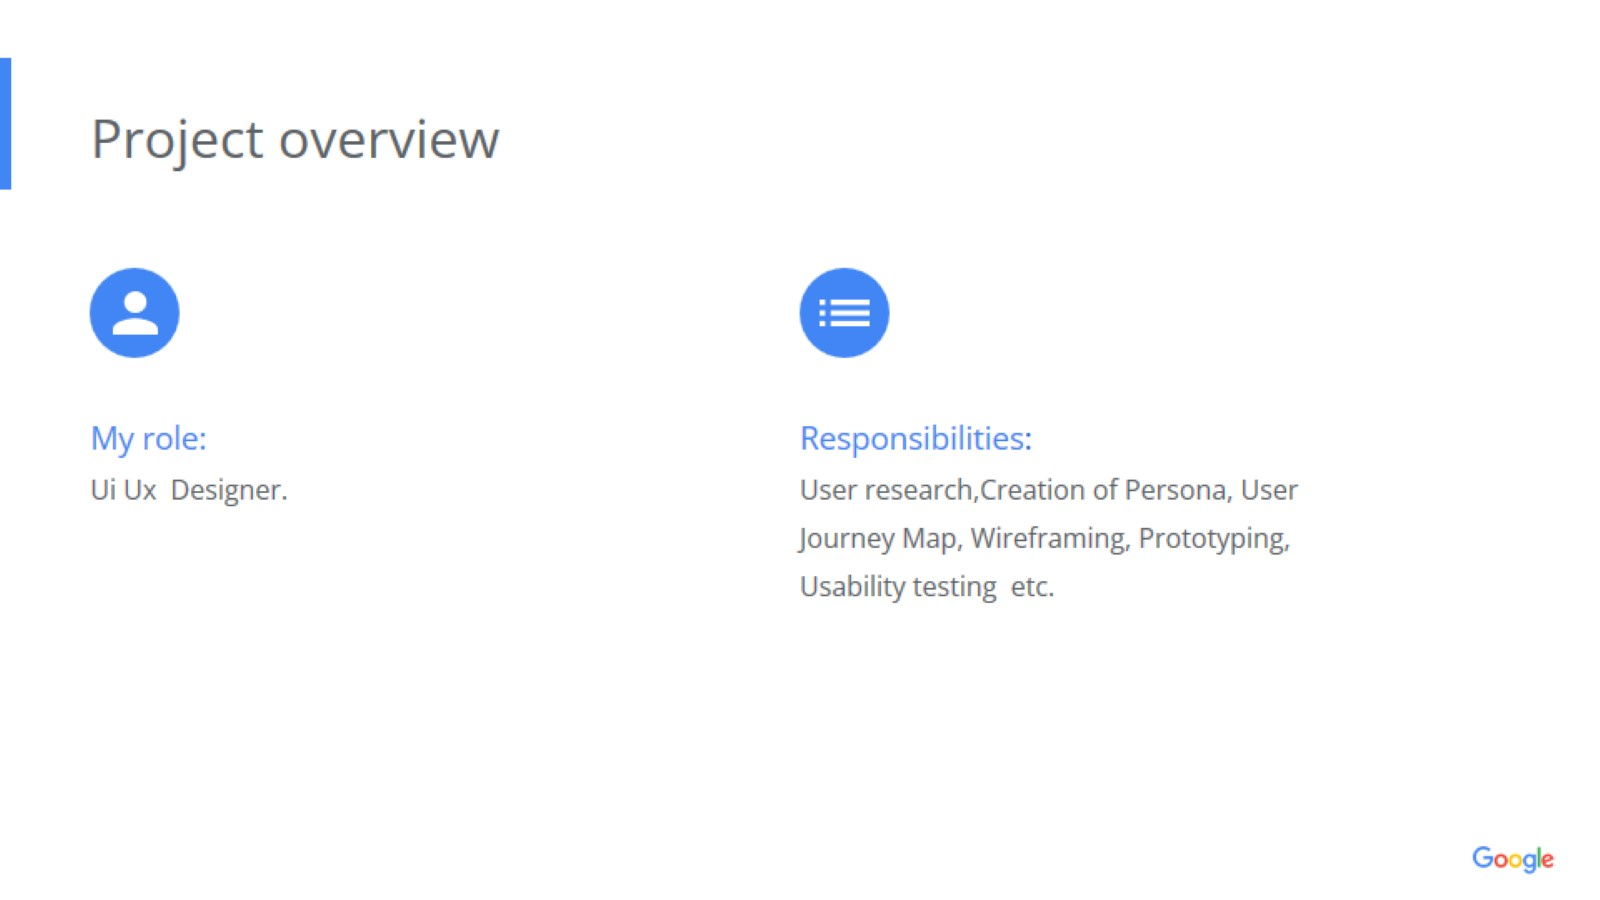 Project overview
My role:
Ui Ux  Designer.
Responsibilities:
User research,Creation of Persona, User
Journey Map, Wireframing, Prototyping,
Usability testing  etc.
Google